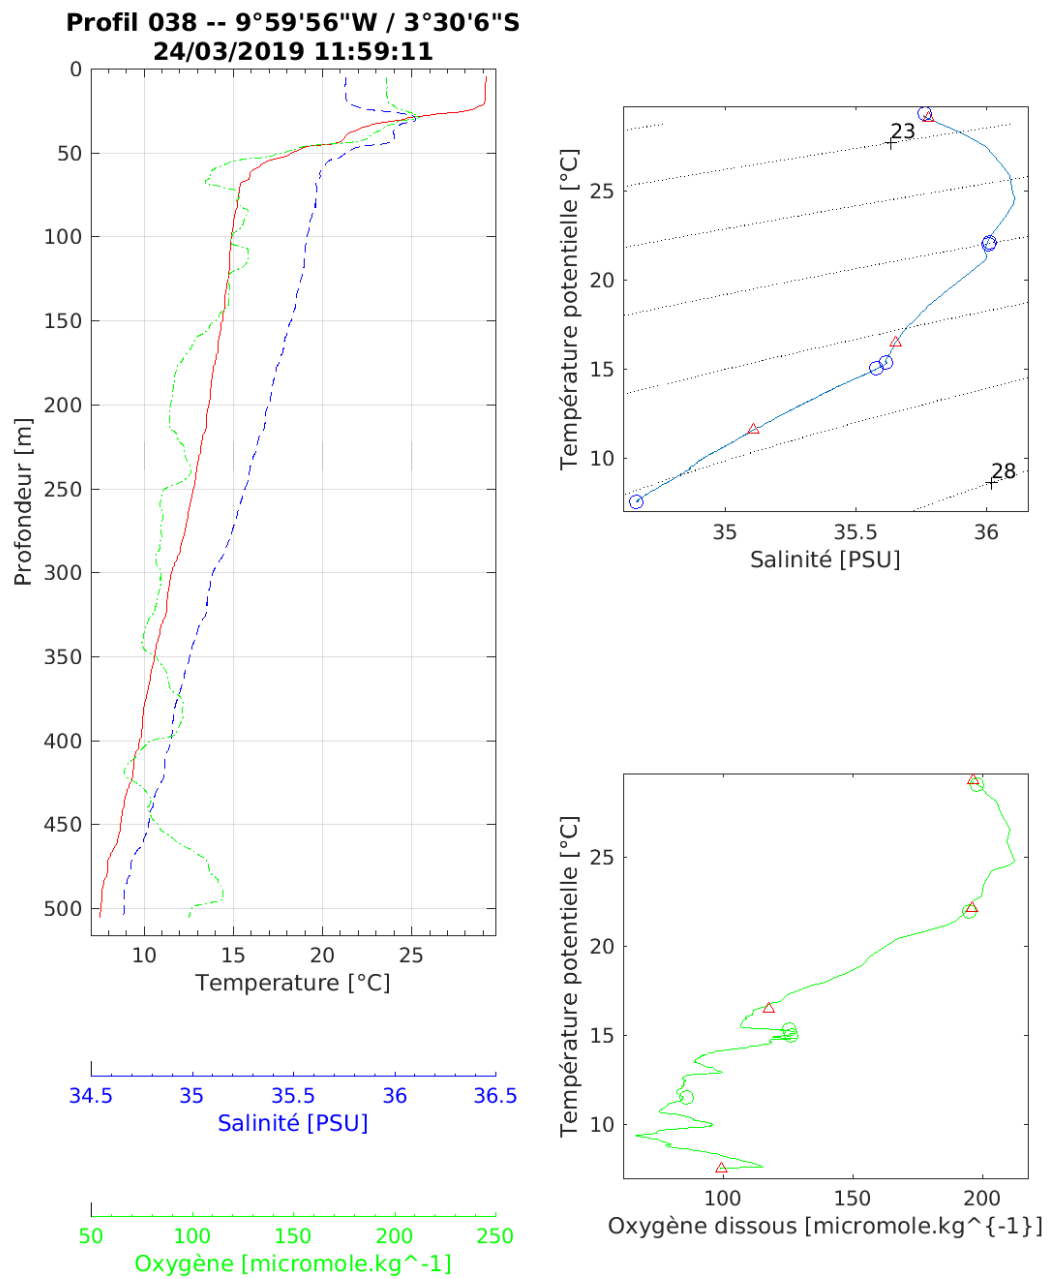 Profil 038 -- 9°59'56"W / 3°30'6"S
24/03/2019 11:59:11
0
50
100
150
200
250
300
350
400
450
500
Profondeur [m]
10 15 20 25
Temperature [°C]
34.5 35 35.5 36 36.5
Salinité [PSU]
50 100 150 200 250
Oxygène [micromole.kg^-1]
23
25
20
15
10
28
Température potentielle [°C]
35 35.5 36
Salinité [PSU]
25
20
15
10
Température potentielle [°C]
100 150 200
Oxygène dissous [micromole.kg^{-1}]